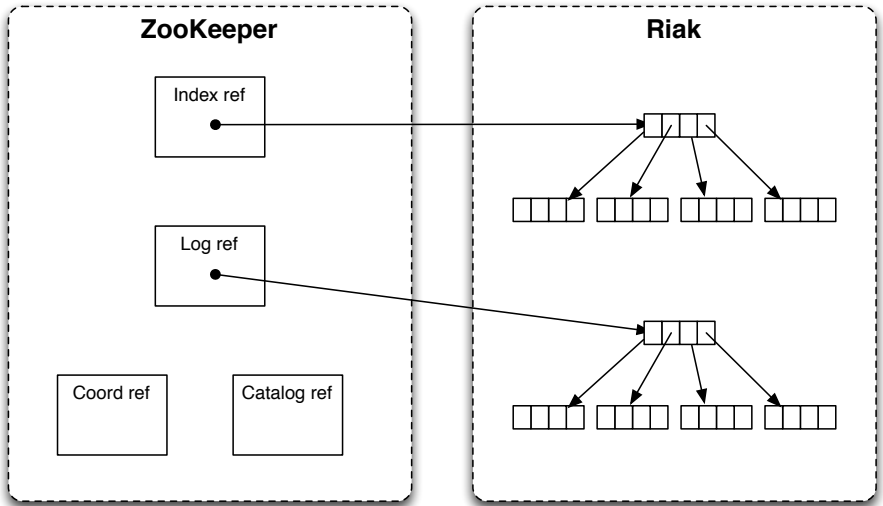 ZooKeeper
Index ref
Log ref
Coord ref
Catalog ref
Riak